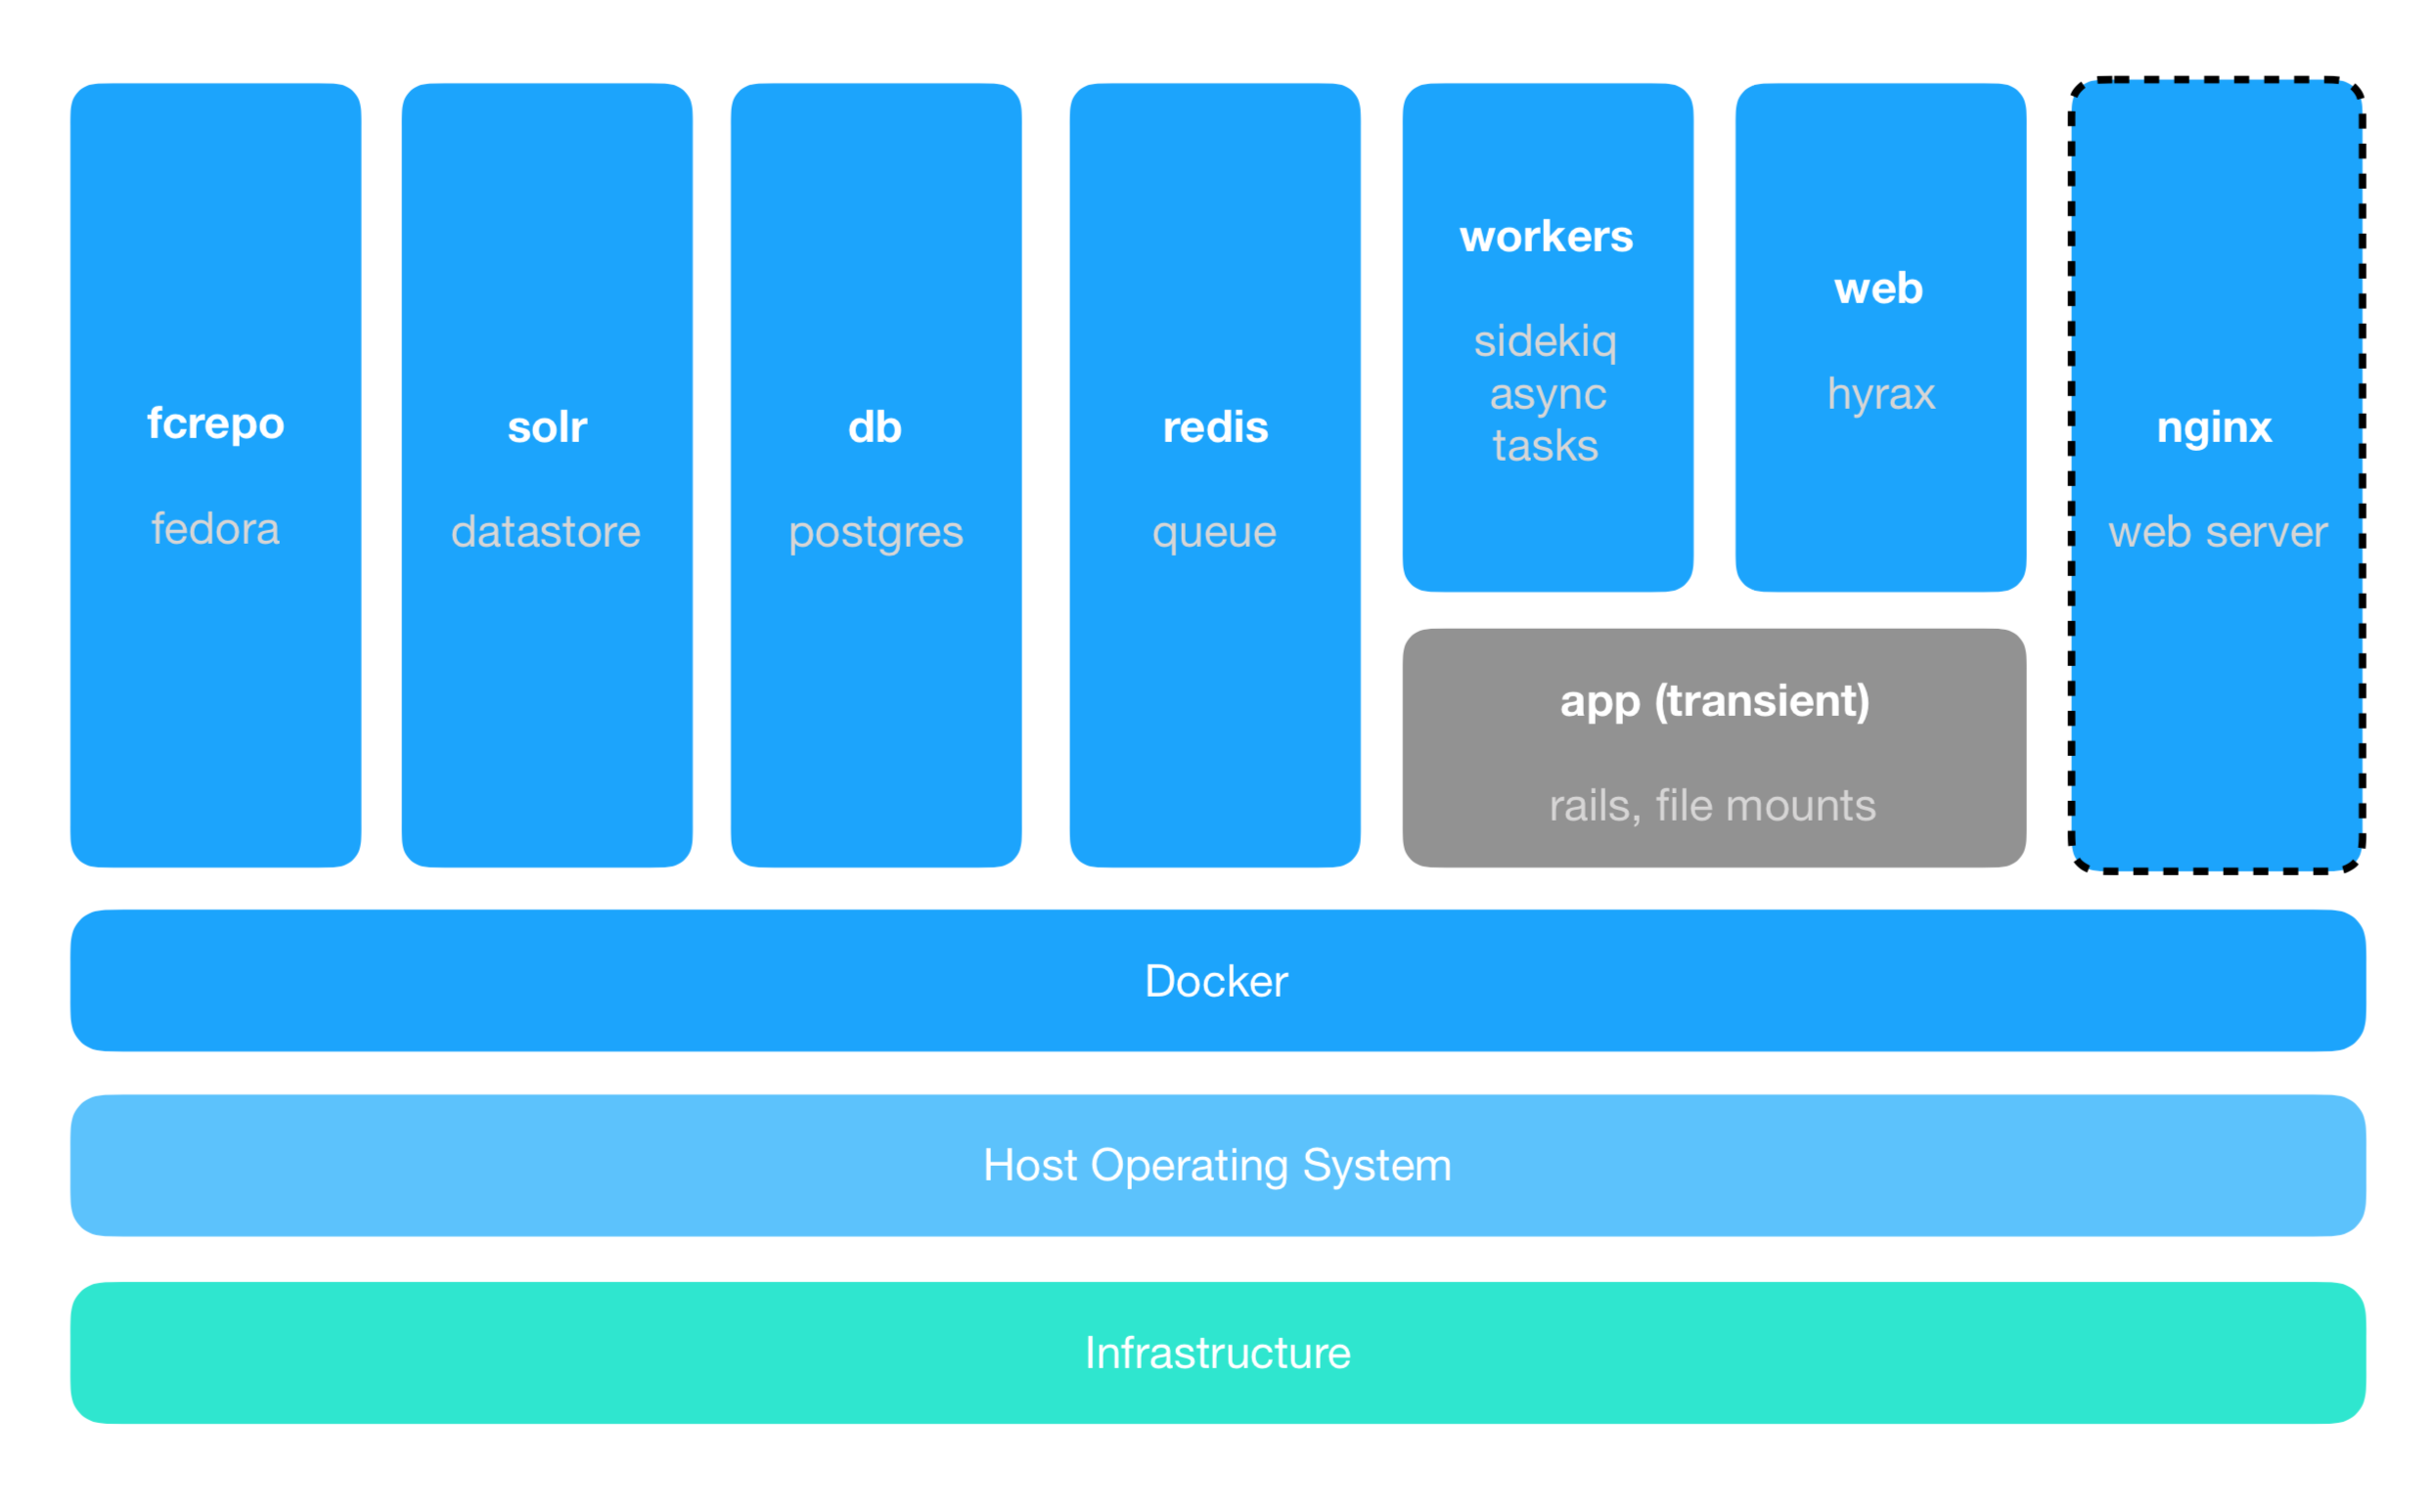 fcrepo
fedora
solr
datastore
db
postgres
redis
queue
workers
sidekiq
async
tasks
web
hyrax
app (transient)
rails, file mounts
nginx
web server
Docker
Host Operating System
Infrastructure